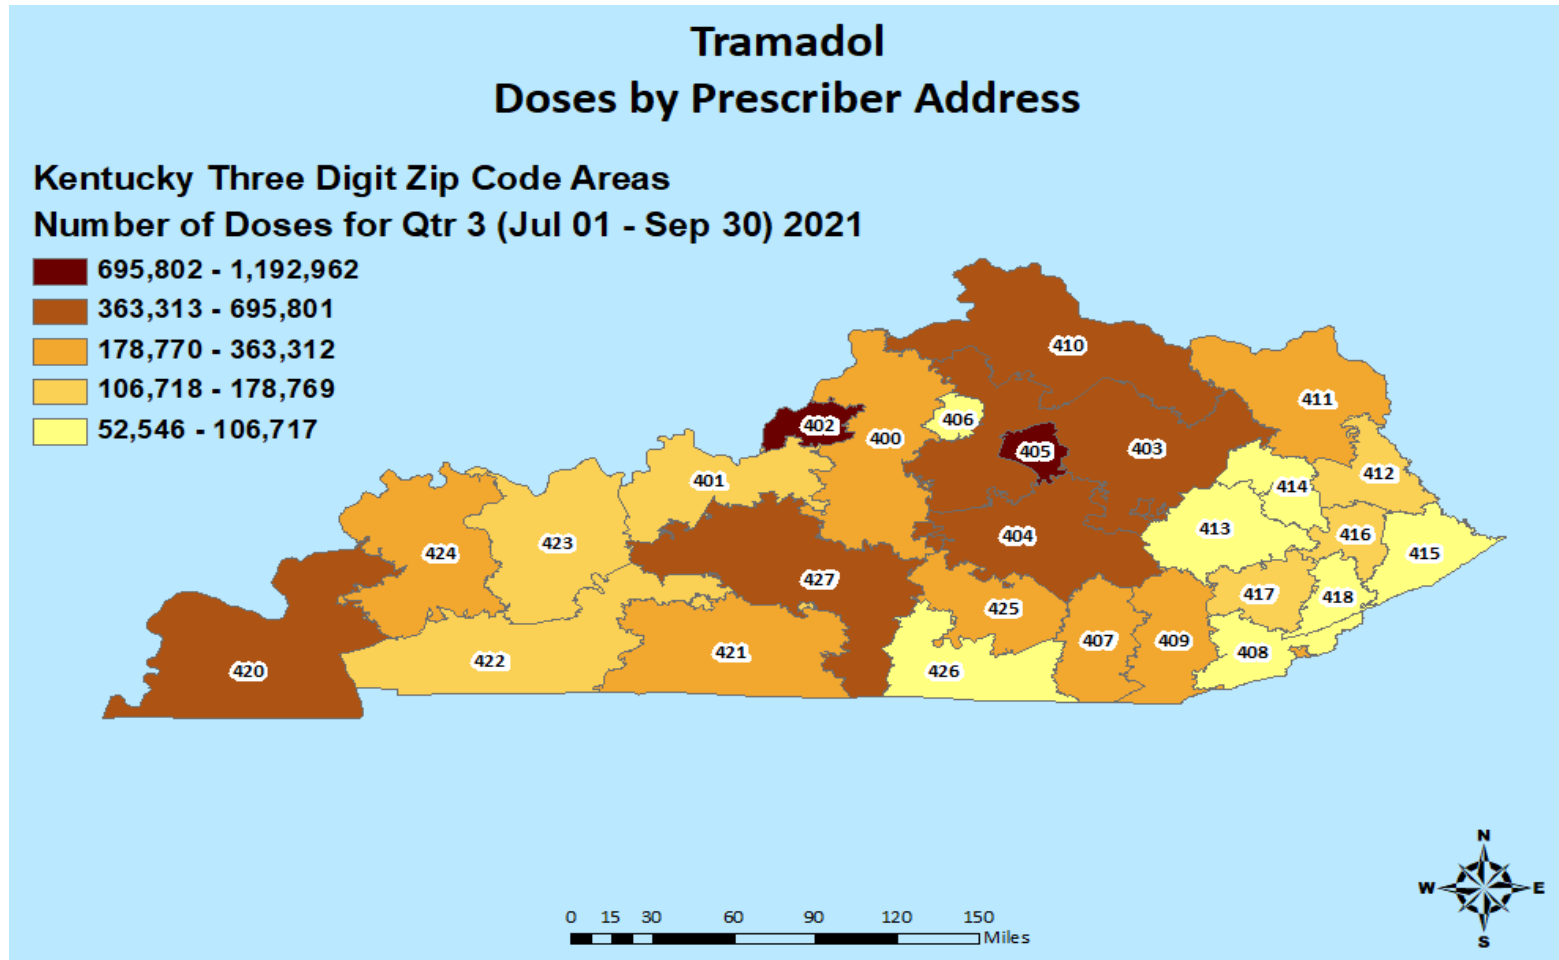 Tramadol
Doses by Prescriber Address
Kentucky Three Digit Zip Code Areas
Number of Doses for Qtr 3 (Jul 01 - Sep 30) 2021
695,802 - 1,192,962
363,313 - 695,801
178,770 - 363,312
106,718 - 178,769
52,546 - 106,717
410
411
402
406
400
405
403
401
412
414
413
416
404
423
424
415
427
417
418
425
407
409
408
421
422
420
426
N
W
E
S
0 15 30 60 90 120 150
Miles